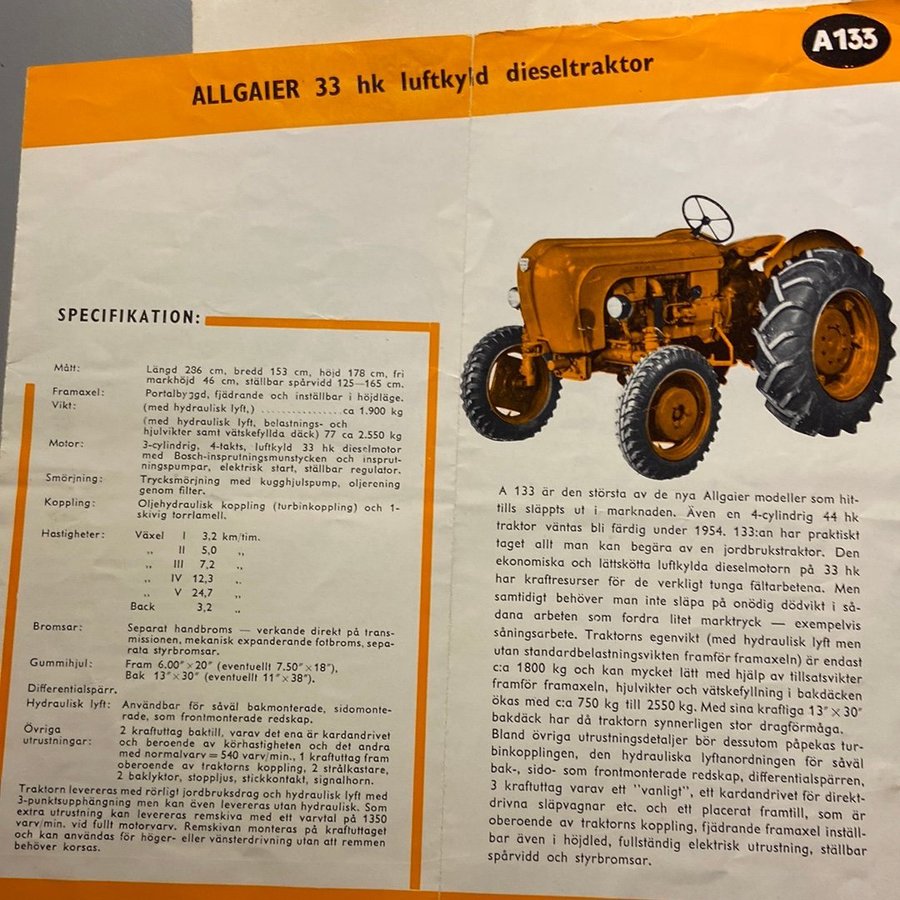 ALLGAIER 33 hk luftkyld dieseltraktor
A133
SPECIFIKATION:
Mått: Längd 286 cm, bredd 153 cm, höjd 178 cm, fri
markhöjd 46 cm, ställbar spårvidd 125—165 cm.
Framaxel: Portalbyggd, fjädrande och inställbar i höjdläge.
Vikt: (med hydraulisk lyft,) ................ ca 1.900 kg
(med hydraulisk lyft, belastnings- och
hjulvikter samt vätskefyllda däck) 77 ca 2.550 kg
Motor: 3-cylindrig, 4-takts, luftkyld 33 hk dieselmotor
med Bosch-insprutningsmunstycken och insprut-
ningspumpar, elektrisk start, ställbar regulator.
Smörjning: Trycksmörjning med kugghjulspump, oljerening
genom filter.
Koppling: Oljehydraulisk koppling (turbinkoppling) och 1-
skivig torrlamell.
Hastigheter: Växel I 3,2 km/tim.
„ II 5,0 „
„ III 7,2 „
„ IV 12,3 „
„ V 24,7 „
Back 3,2 „
Bromsar: Separat handbroms — verkande direkt på trans-
missionen, mekanisk expanderande fotbroms, sepa-
rata styrbromsar.
Gummihjul: Fram 6.00"×20" (eventuellt 7.50"×18"),
Bak 13"×30" (eventuellt 11"×38").
Differentialspärr.
Hydraulisk lyft: Användbar för såväl bakmonterade, sidomonte-
rade, som frontmonterade redskap.
Övriga utrustningar: 2 kraftuttag baktill, varav det ena är kardandrivet
och beroende av körhastigheten och det andra
med normalvarv = 540 varv/min., 1 kraftuttag fram
oberoende av traktorns koppling, 2 strålkastare,
2 baklyktor, stoppljus, stickkontakt, signalhorn.
Traktorn levereras med rörligt jordbruksdrag och hydraulisk lyft med
3-punktsupphängning men kan även levereras utan hydraulisk. Som
extra utrustning kan levereras remskiva med ett varvtal på 1350
varv/min. vid fullt motorvarv. Remskivan monteras på kraftuttaget
och kan användas för höger- eller vänsterdrivning utan att remmen
behöver korsas.
A 133 är den största av de nya Allgaier modeller som hit-
tills släppts ut i marknaden. Även en 4-cylindrig 44 hk
traktor väntas bli färdig under 1954. 133:an har praktiskt
taget allt man kan begära av en jordbrukstraktor. Den
ekonomiska och lättskötta luftkylda dieselmotorn på 33 hk
har kraftresurser för de verkligt tunga fältarbetena. Men
samtidigt behöver man inte släpa på onödig dödvikt i så-
dana arbeten som fordra litet marktryck — exempelvis
såningsarbete. Traktorns egenvikt (med hydraulisk lyft men
utan standardbelastningsvikten framför framaxeln) är endast
c:a 1800 kg och kan mycket lätt med hjälp av tillsatsvikter
framför framaxeln, hjulvikter och vätskefyllning i bakdäcken
ökas med c:a 750 kg till 2550 kg. Med sina kraftiga 13"×30"
bakdäck har då traktorn synnerligen stor dragförmåga.
Bland övriga utrustningsdetaljer bör dessutom påpekas tur-
binkopplingen, den hydrauliska lyftanordningen för såväl
bak-, sido- som frontmonterade redskap, differentialspärren,
3 kraftuttag varav ett "vanligt", ett kardandrivet för direkt-
drivna släpvagnar etc. och ett placerat framtill, som är
oberoende av traktorns koppling, fjädrande framaxel inställ-
bar även i höjdled, fullständig elektrisk utrustning, ställbar
spårvidd och styrbromsar.